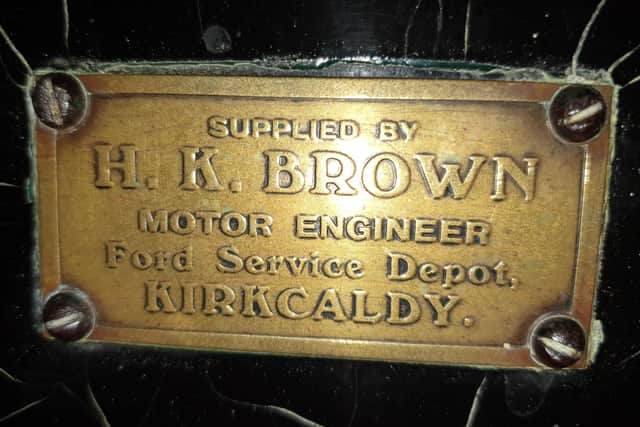 SUPPLIED BY
H. K. BROWN
MOTOR ENGINEER
Ford Service Depot,
KIRKCALDY.